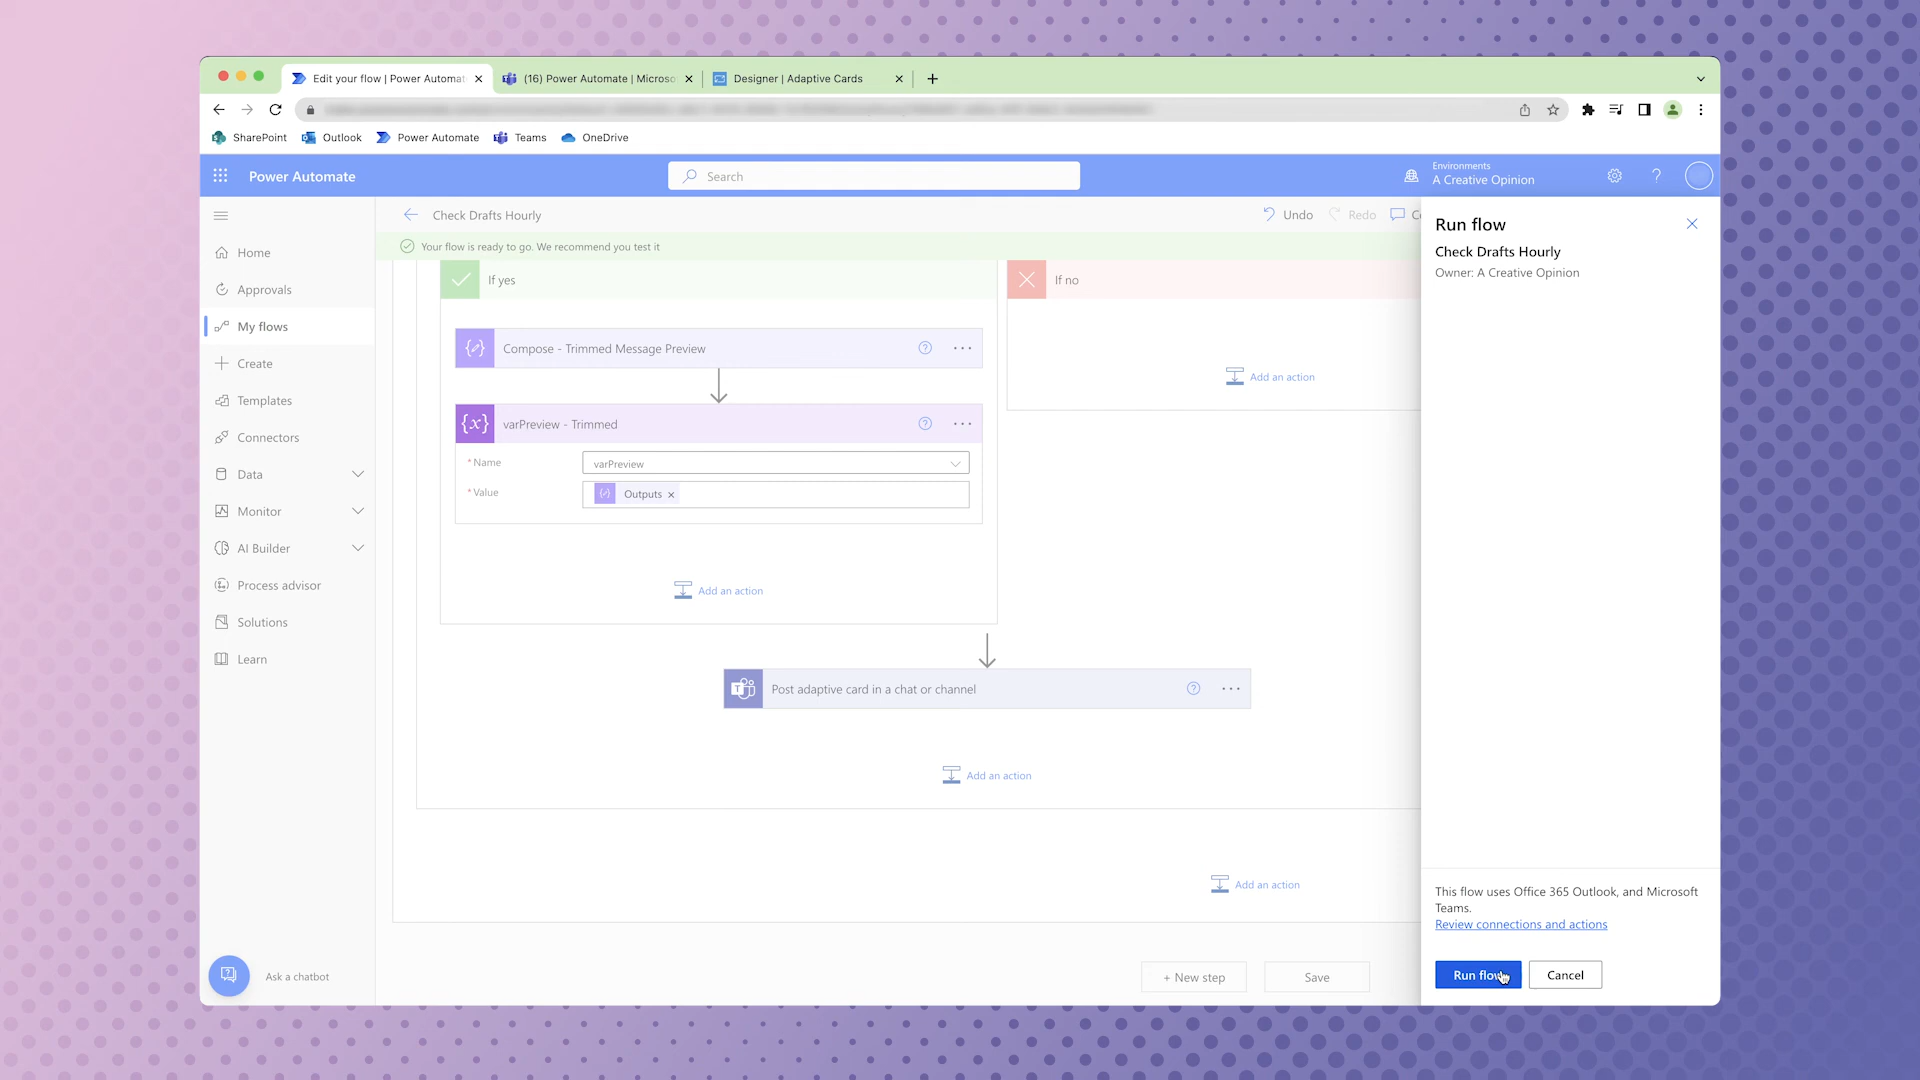 Edit your flow | Power Automat
(16) Power Automate | Microso
Designer | Adaptive Cards
SharePoint
Outlook
Power Automate
Teams
OneDrive
Power Automate
Search
Environments
A Creative Opinion
Check Drafts Hourly
Undo
Redo
Your flow is ready to go. We recommend you test it
Home
Approvals
My flows
Create
Templates
Connectors
Data
Monitor
AI Builder
Process advisor
Solutions
Learn
Ask a chatbot
If yes
Compose - Trimmed Message Preview
varPreview - Trimmed
* Name
varPreview
* Value
Outputs
Add an action
If no
Add an action
Post adaptive card in a chat or channel
Add an action
Add an action
+ New step
Save
Run flow
Check Drafts Hourly
Owner: A Creative Opinion
This flow uses Office 365 Outlook, and Microsoft
Teams.
Review connections and actions
Run flow
Cancel